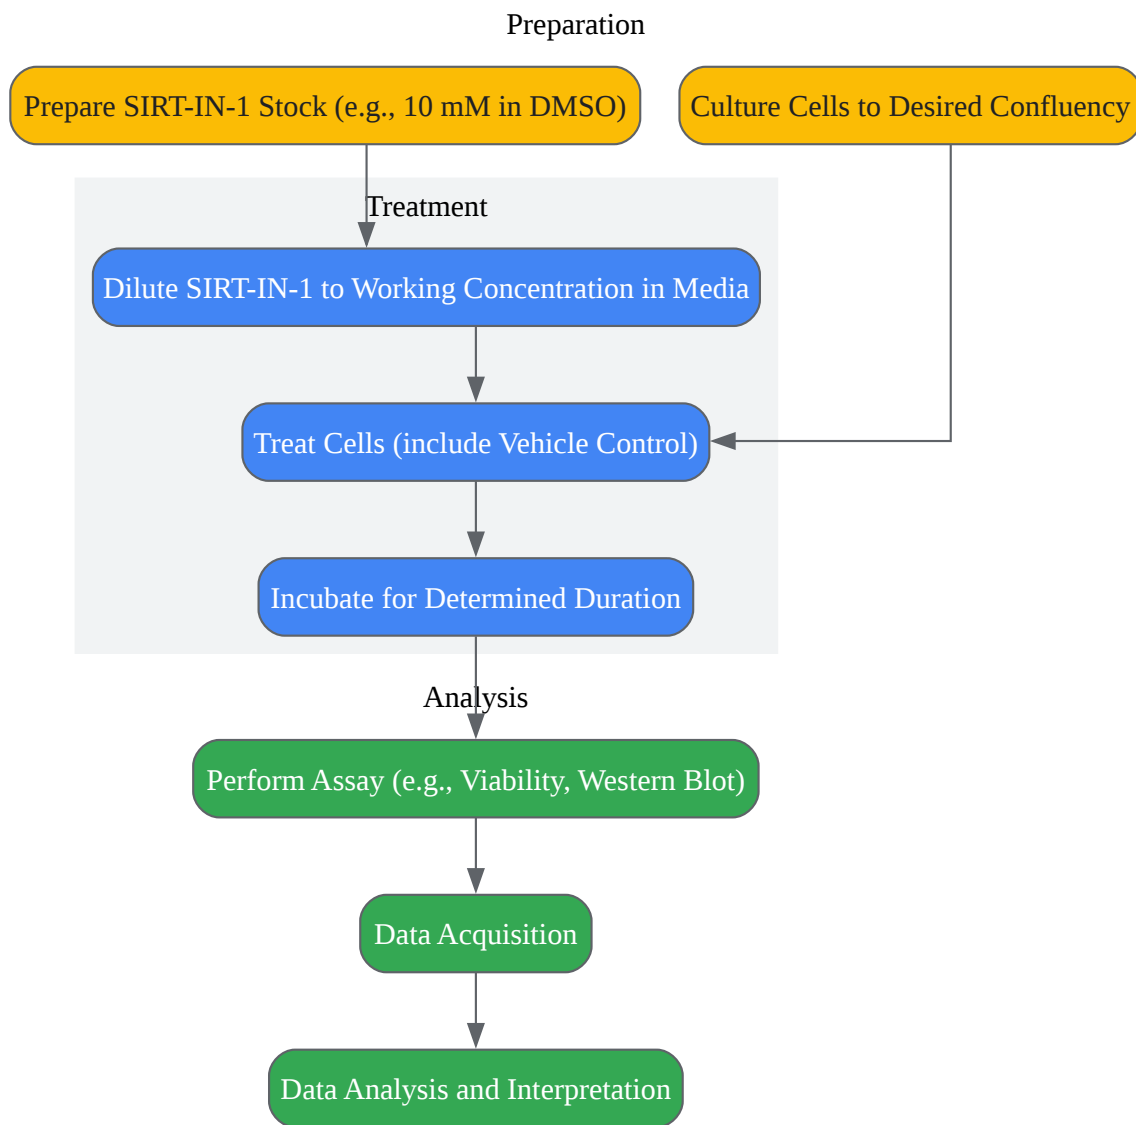 Preparation
Prepare SIRT-IN-1 Stock (e.g., 10 mM in DMSO)
Culture Cells to Desired Confluency
Treatment
Dilute SIRT-IN-1 to Working Concentration in Media
Treat Cells (include Vehicle Control)
Incubate for Determined Duration
Analysis
Perform Assay (e.g., Viability, Western Blot)
Data Acquisition
Data Analysis and Interpretation